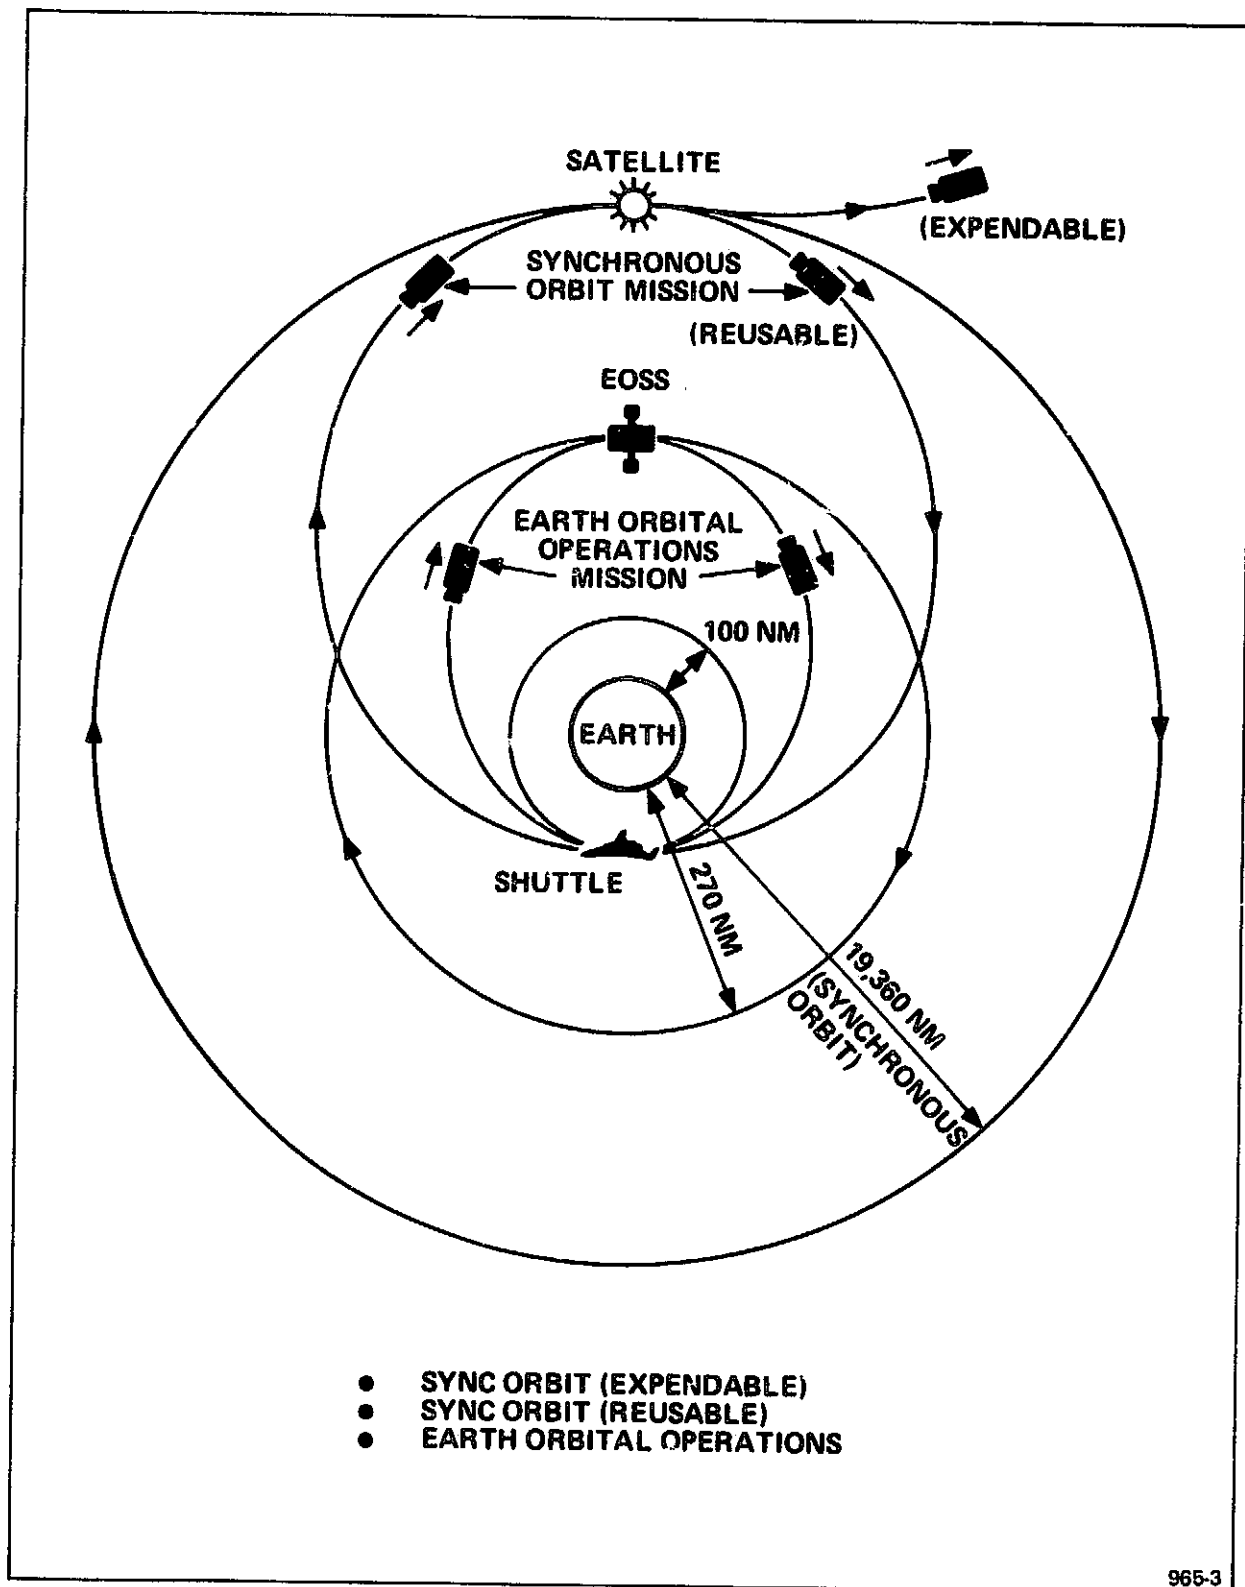 SATELLITE
(EXPENDABLE)
SYNCHRONOUS
ORBIT MISSION
(REUSABLE)
EOSS
EARTH ORBITAL
OPERATIONS
MISSION
100 NM
EARTH
SHUTTLE
270 NM
19,360 NM
(SYNCHRONOUS
ORBIT)
● SYNC ORBIT (EXPENDABLE)
● SYNC ORBIT (REUSABLE)
● EARTH ORBITAL OPERATIONS
965-3